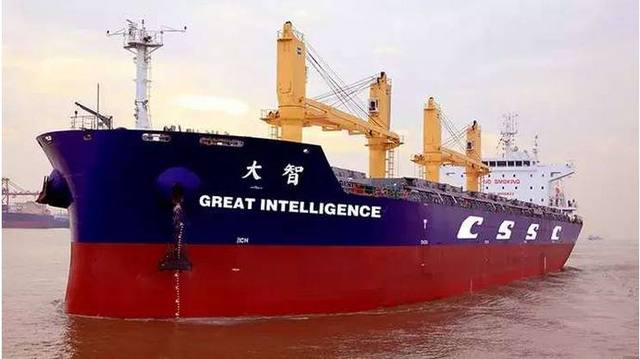 大智
GREAT INTELLIGENCE
CSSC
NO SMOKING